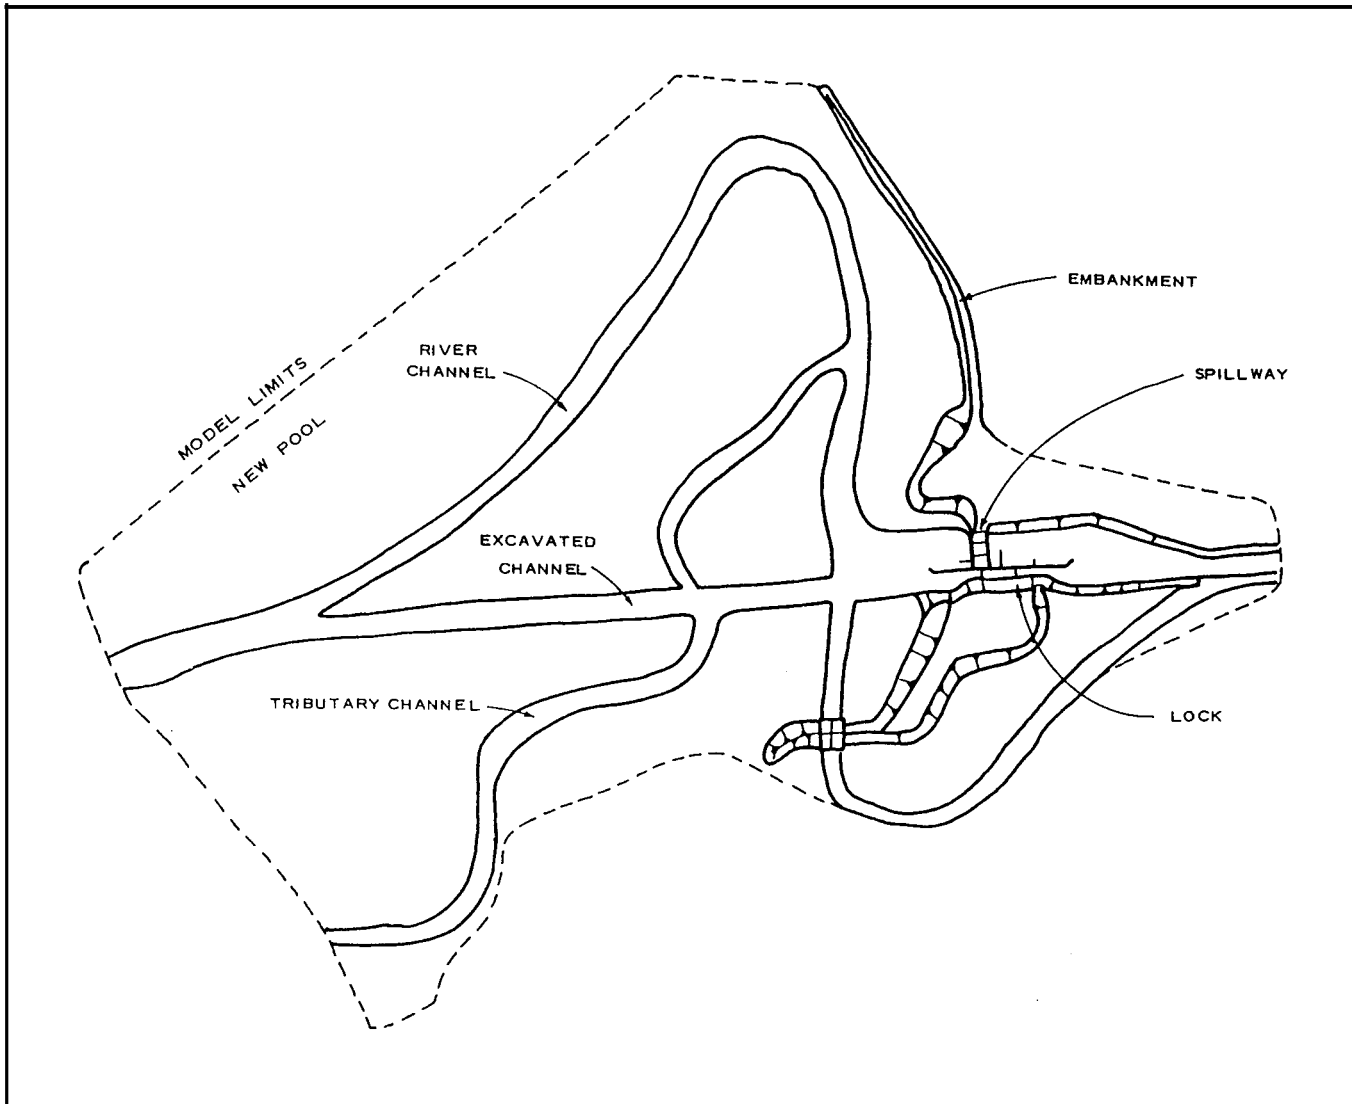 EMBANKMENT
RIVER
CHANNEL
SPILLWAY
MODEL LIMITS
NEW POOL
EXCAVATED
CHANNEL
TRIBUTARY CHANNEL
LOCK